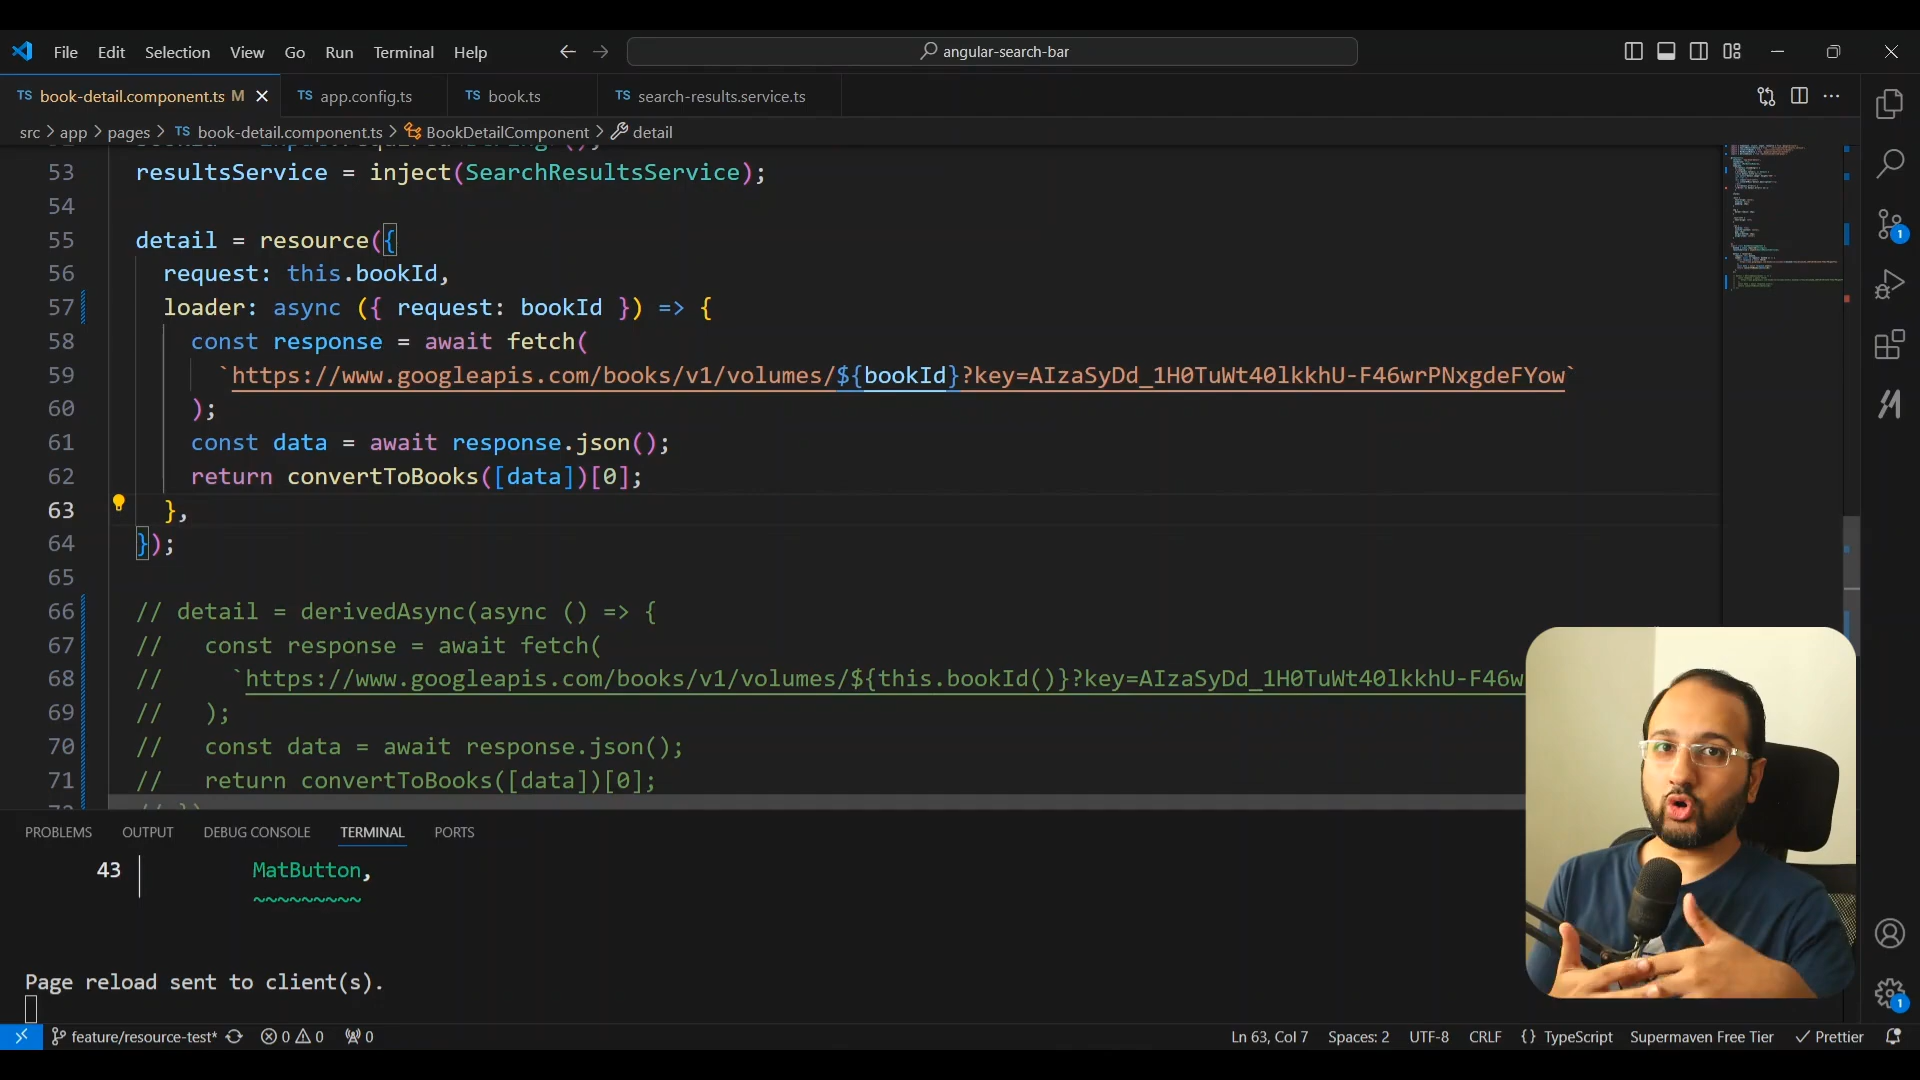 File Edit Selection View Go Run Terminal Help angular-search-bar
TS book-detail.component.ts M TS app.config.ts TS book.ts TS search-results.service.ts
src > app > pages > TS book-detail.component.ts > BookDetailComponent > detail
53 resultsService = inject(SearchResultsService);
54
55 detail = resource({
56 request: this.bookId,
57 loader: async ({ request: bookId }) => {
58 const response = await fetch(
59 `https://www.googleapis.com/books/v1/volumes/${bookId}?key=AIzaSyDd_1H0TuWt40lkkhU-F46wrPNxgdeFYow`
60 );
61 const data = await response.json();
62 return convertToBooks([data])[0];
63 },
64 });
65
66 // detail = derivedAsync(async () => {
67 // const response = await fetch(
68 // `https://www.googleapis.com/books/v1/volumes/${this.bookId()}?key=AIzaSyDd_1H0TuWt40lkkhU-F46w
69 // );
70 // const data = await response.json();
71 // return convertToBooks([data])[0];
PROBLEMS OUTPUT DEBUG CONSOLE TERMINAL PORTS
43 MatButton,
~~~~~~~~~
Page reload sent to client(s).
feature/resource-test* 0 0 0 Ln 63, Col 7 Spaces: 2 UTF-8 CRLF {} TypeScript Supermaven Free Tier Prettier
1
1